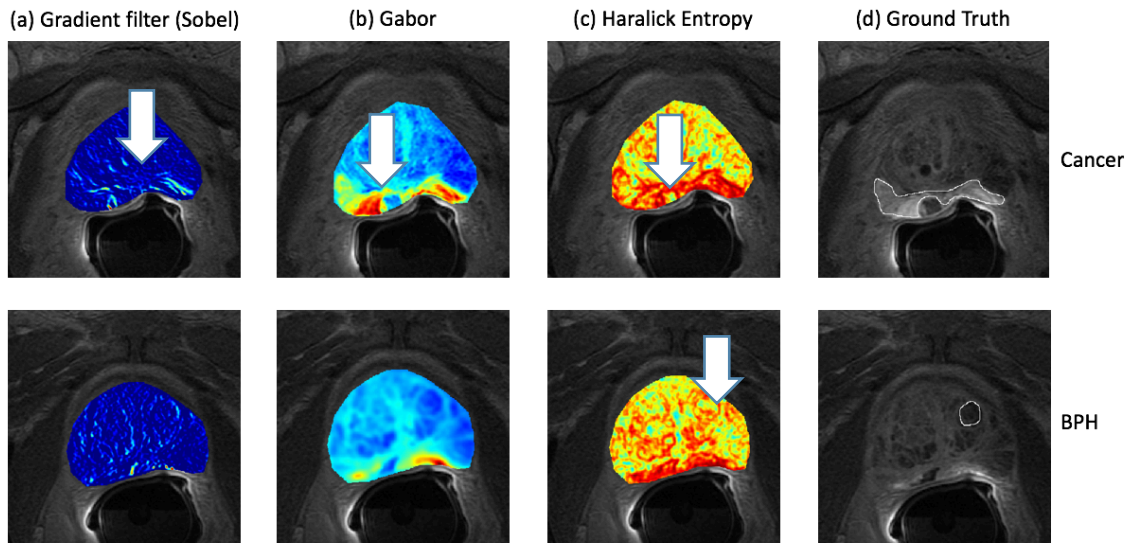 (a) Gradient filter (Sobel)
(b) Gabor
(c) Haralick Entropy
(d) Ground Truth
Cancer
BPH